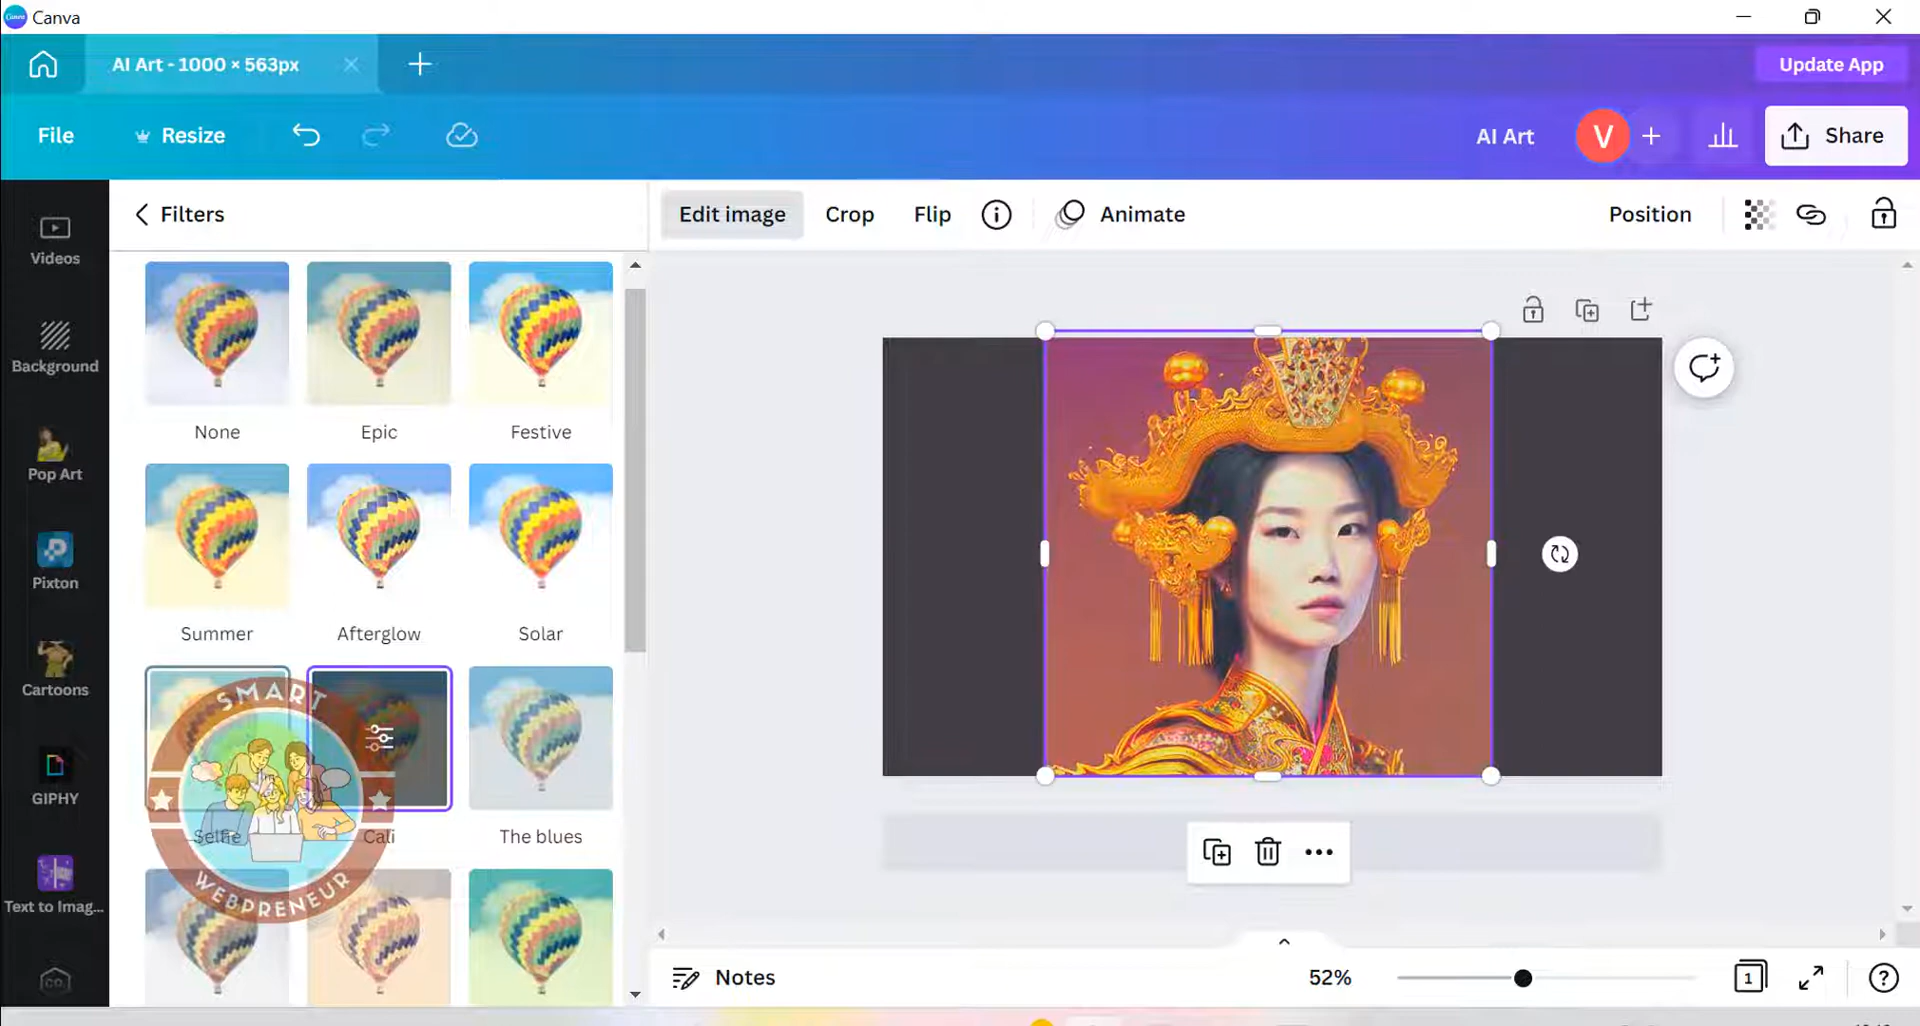 Canva
AI Art - 1000 × 563px
Update App
File
Resize
AI Art
V
Share
Videos
Background
Pop Art
Pixton
Cartoons
GIPHY
Text to Imag...
CO.
Filters
Edit image
Crop
Flip
Animate
Position
None
Epic
Festive
Summer
Afterglow
Solar
Selfie
Cali
The blues
SMART
WEBPRENEUR
Notes
52%
1